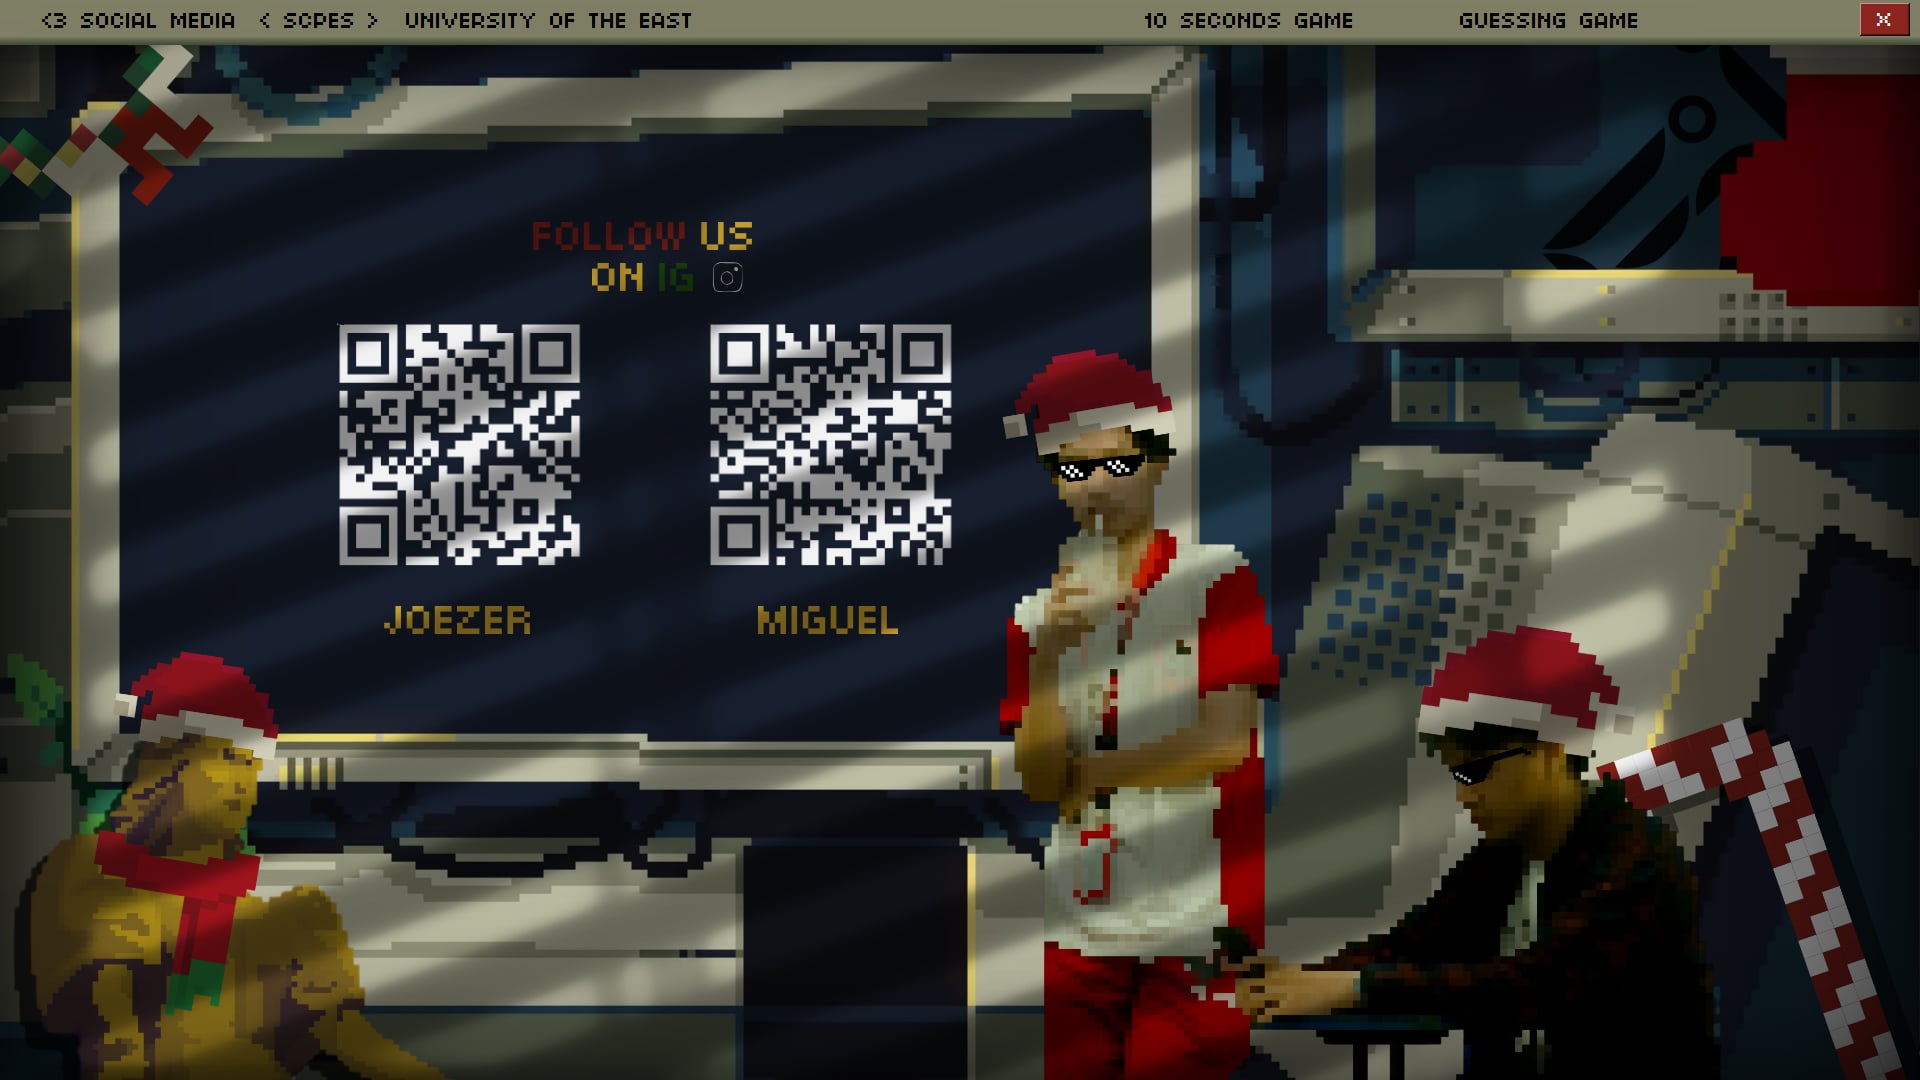 <3 SOCIAL MEDIA < SCPES > UNIVERSITY OF THE EAST 10 SECONDS GAME GUESSING GAME X
FOLLOW US
ON IG
JOEZER MIGUEL